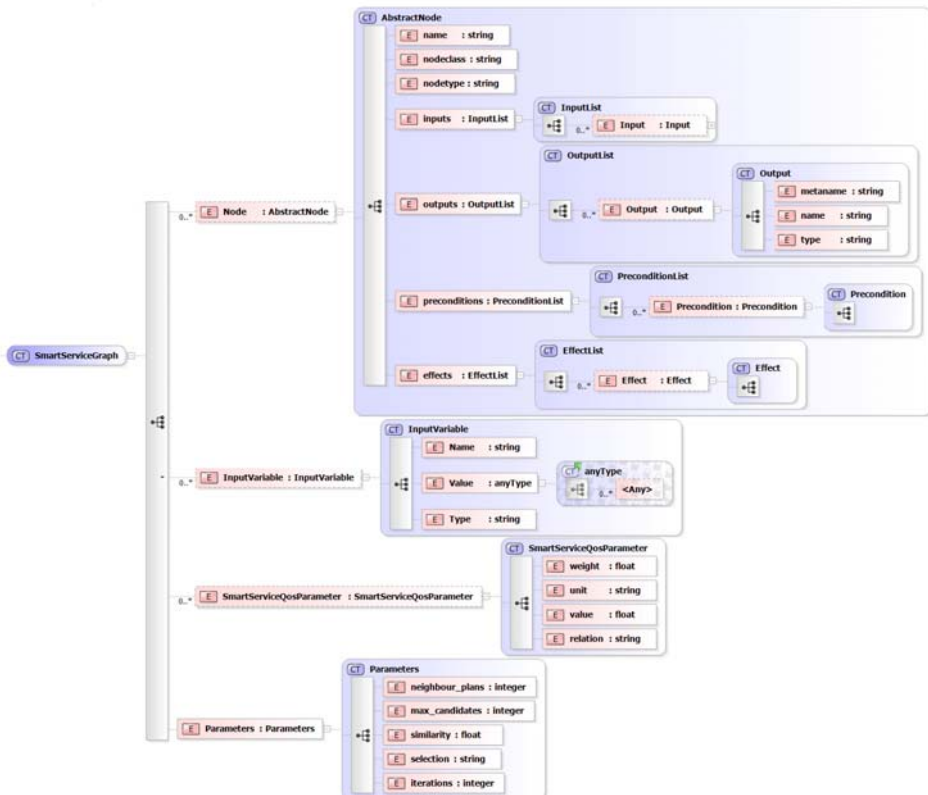 CT AbstractNode
E name : string
E nodeclass : string
E nodetype : string
E inputs : InputList
CT InputList
0..* E Input : Input
E outputs : OutputList
CT OutputList
0..* E Output : Output
CT Output
E metaname : string
E name : string
E type : string
0..* E Node : AbstractNode
E preconditions : PreconditionList
CT PreconditionList
0..* E Precondition : Precondition
CT Precondition
CT SmartServiceGraph
E effects : EffectList
CT EffectList
0..* E Effect : Effect
CT Effect
0..* E InputVariable : InputVariable
CT InputVariable
E Name : string
E Value : anyType
CT anyType
0..* <Any>
E Type : string
0..* E SmartServiceQosParameter : SmartServiceQosParameter
CT SmartServiceQosParameter
E weight : float
E unit : string
E value : float
E relation : string
E Parameters : Parameters
CT Parameters
E neighbour_plans : integer
E max_candidates : integer
E similarity : float
E selection : string
E iterations : integer